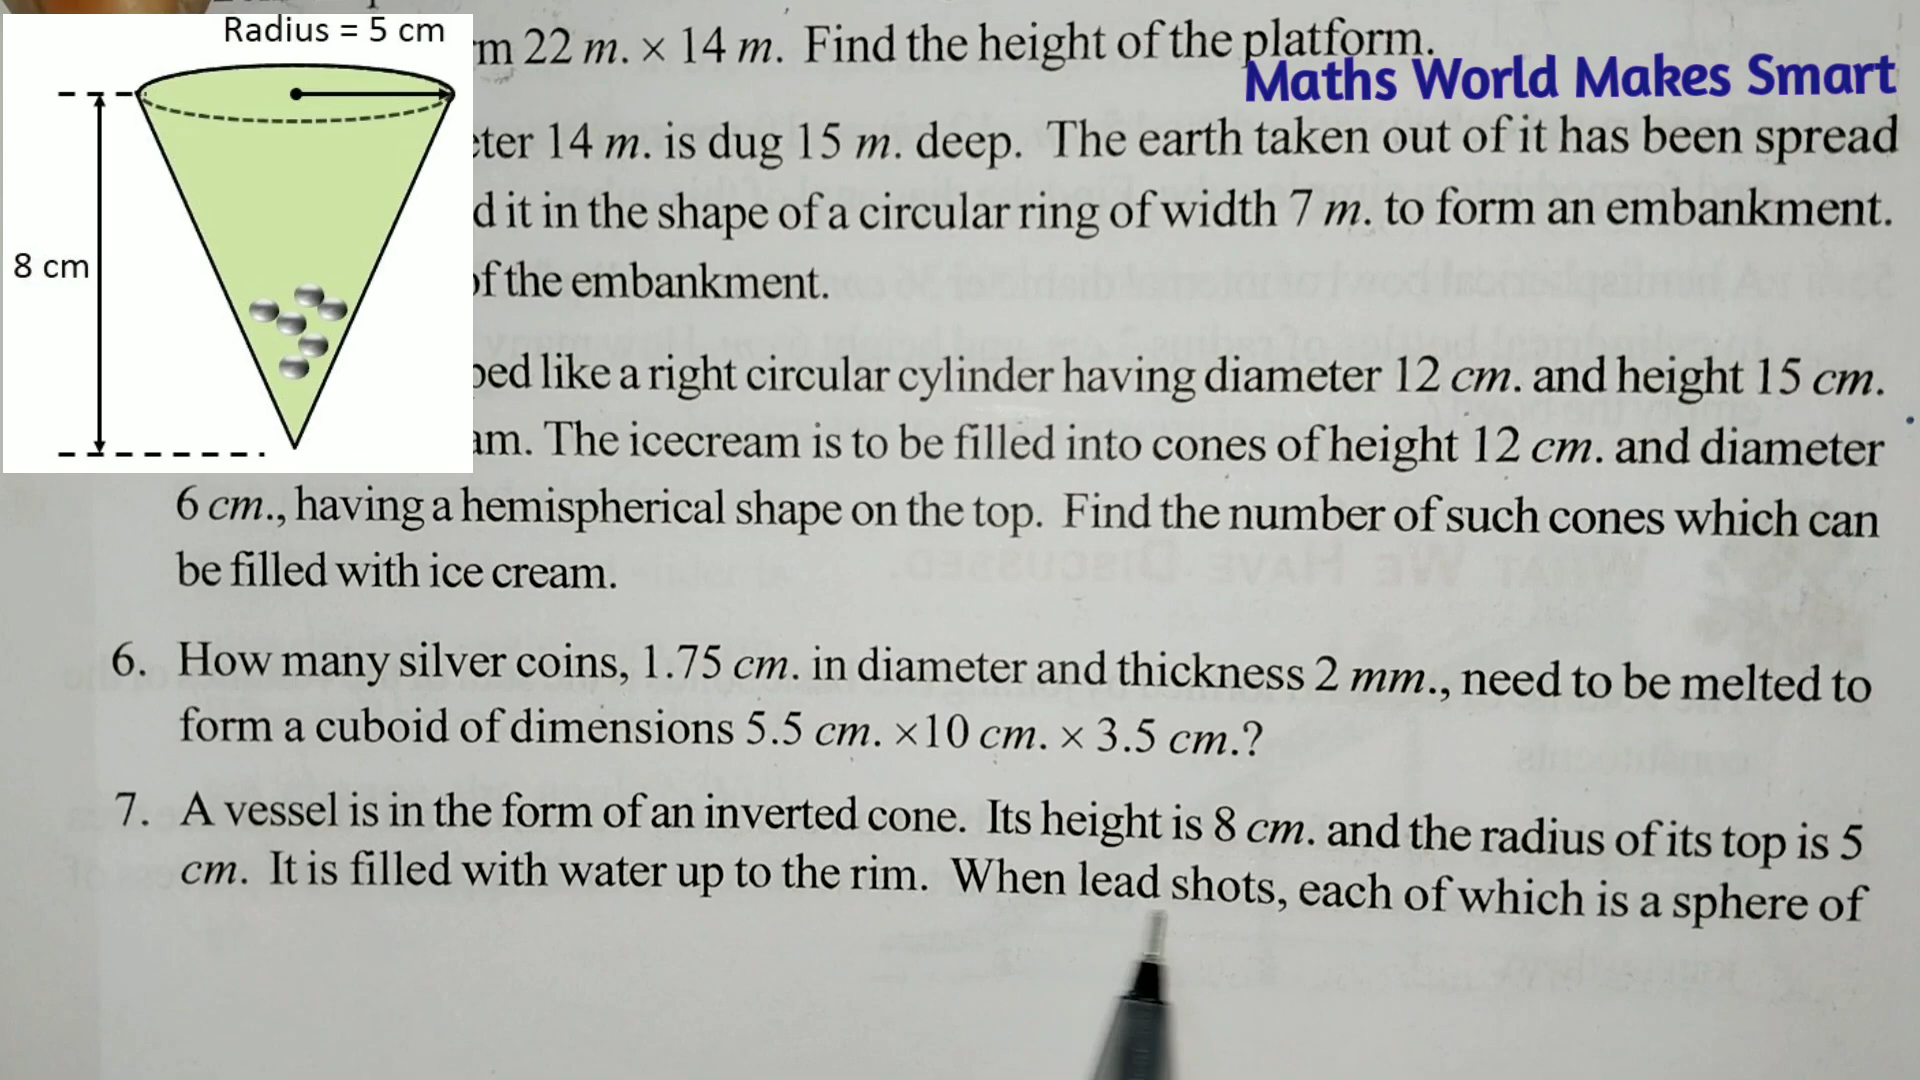 Radius = 5 cm
m 22 m. × 14 m. Find the height of the platform.
Maths World Makes Smart
ter 14 m. is dug 15 m. deep. The earth taken out of it has been spread
d it in the shape of a circular ring of width 7 m. to form an embankment.
8 cm
f the embankment.
ped like a right circular cylinder having diameter 12 cm. and height 15 cm.
am. The icecream is to be filled into cones of height 12 cm. and diameter
6 cm., having a hemispherical shape on the top. Find the number of such cones which can
be filled with ice cream.
6. How many silver coins, 1.75 cm. in diameter and thickness 2 mm., need to be melted to
form a cuboid of dimensions 5.5 cm. ×10 cm. × 3.5 cm.?
7. A vessel is in the form of an inverted cone. Its height is 8 cm. and the radius of its top is 5
cm. It is filled with water up to the rim. When lead shots, each of which is a sphere of